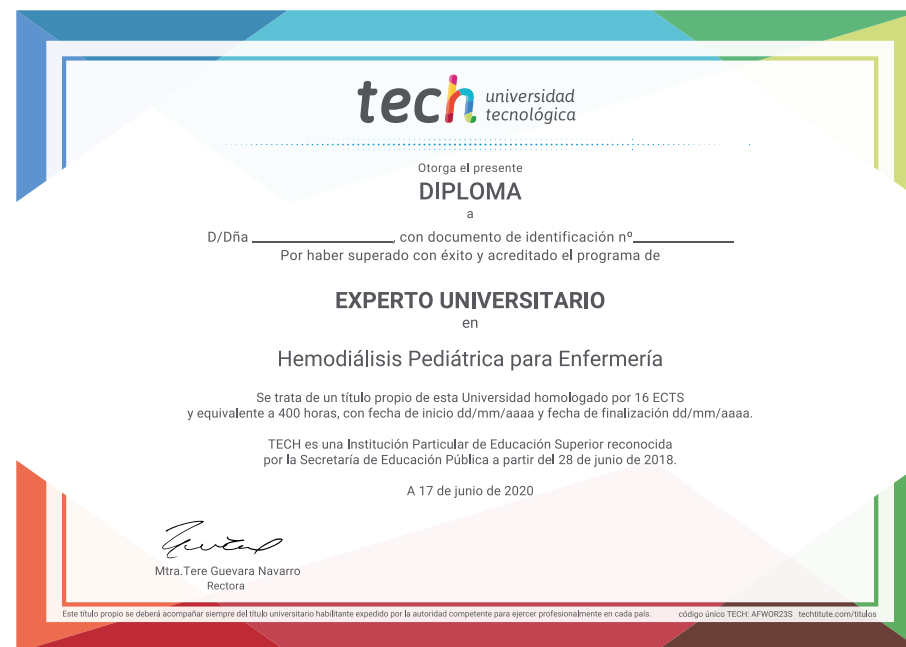 tech universidad
tecnológica
Otorga el presente
DIPLOMA
a
D/Dña ____________________, con documento de identificación nº______________
Por haber superado con éxito y acreditado el programa de
EXPERTO UNIVERSITARIO
en
Hemodiálisis Pediátrica para Enfermería
Se trata de un título propio de esta Universidad homologado por 16 ECTS
y equivalente a 400 horas, con fecha de inicio dd/mm/aaaa y fecha de finalización dd/mm/aaaa.
TECH es una Institución Particular de Educación Superior reconocida
por la Secretaría de Educación Pública a partir del 28 de junio de 2018.
A 17 de junio de 2020
Mtra.Tere Guevara Navarro
Rectora
Este título propio se deberá acompañar siempre del título universitario habilitante expedido por la autoridad competente para ejercer profesionalmente en cada país. código único TECH: AFWOR23S techtitute.com/titulos